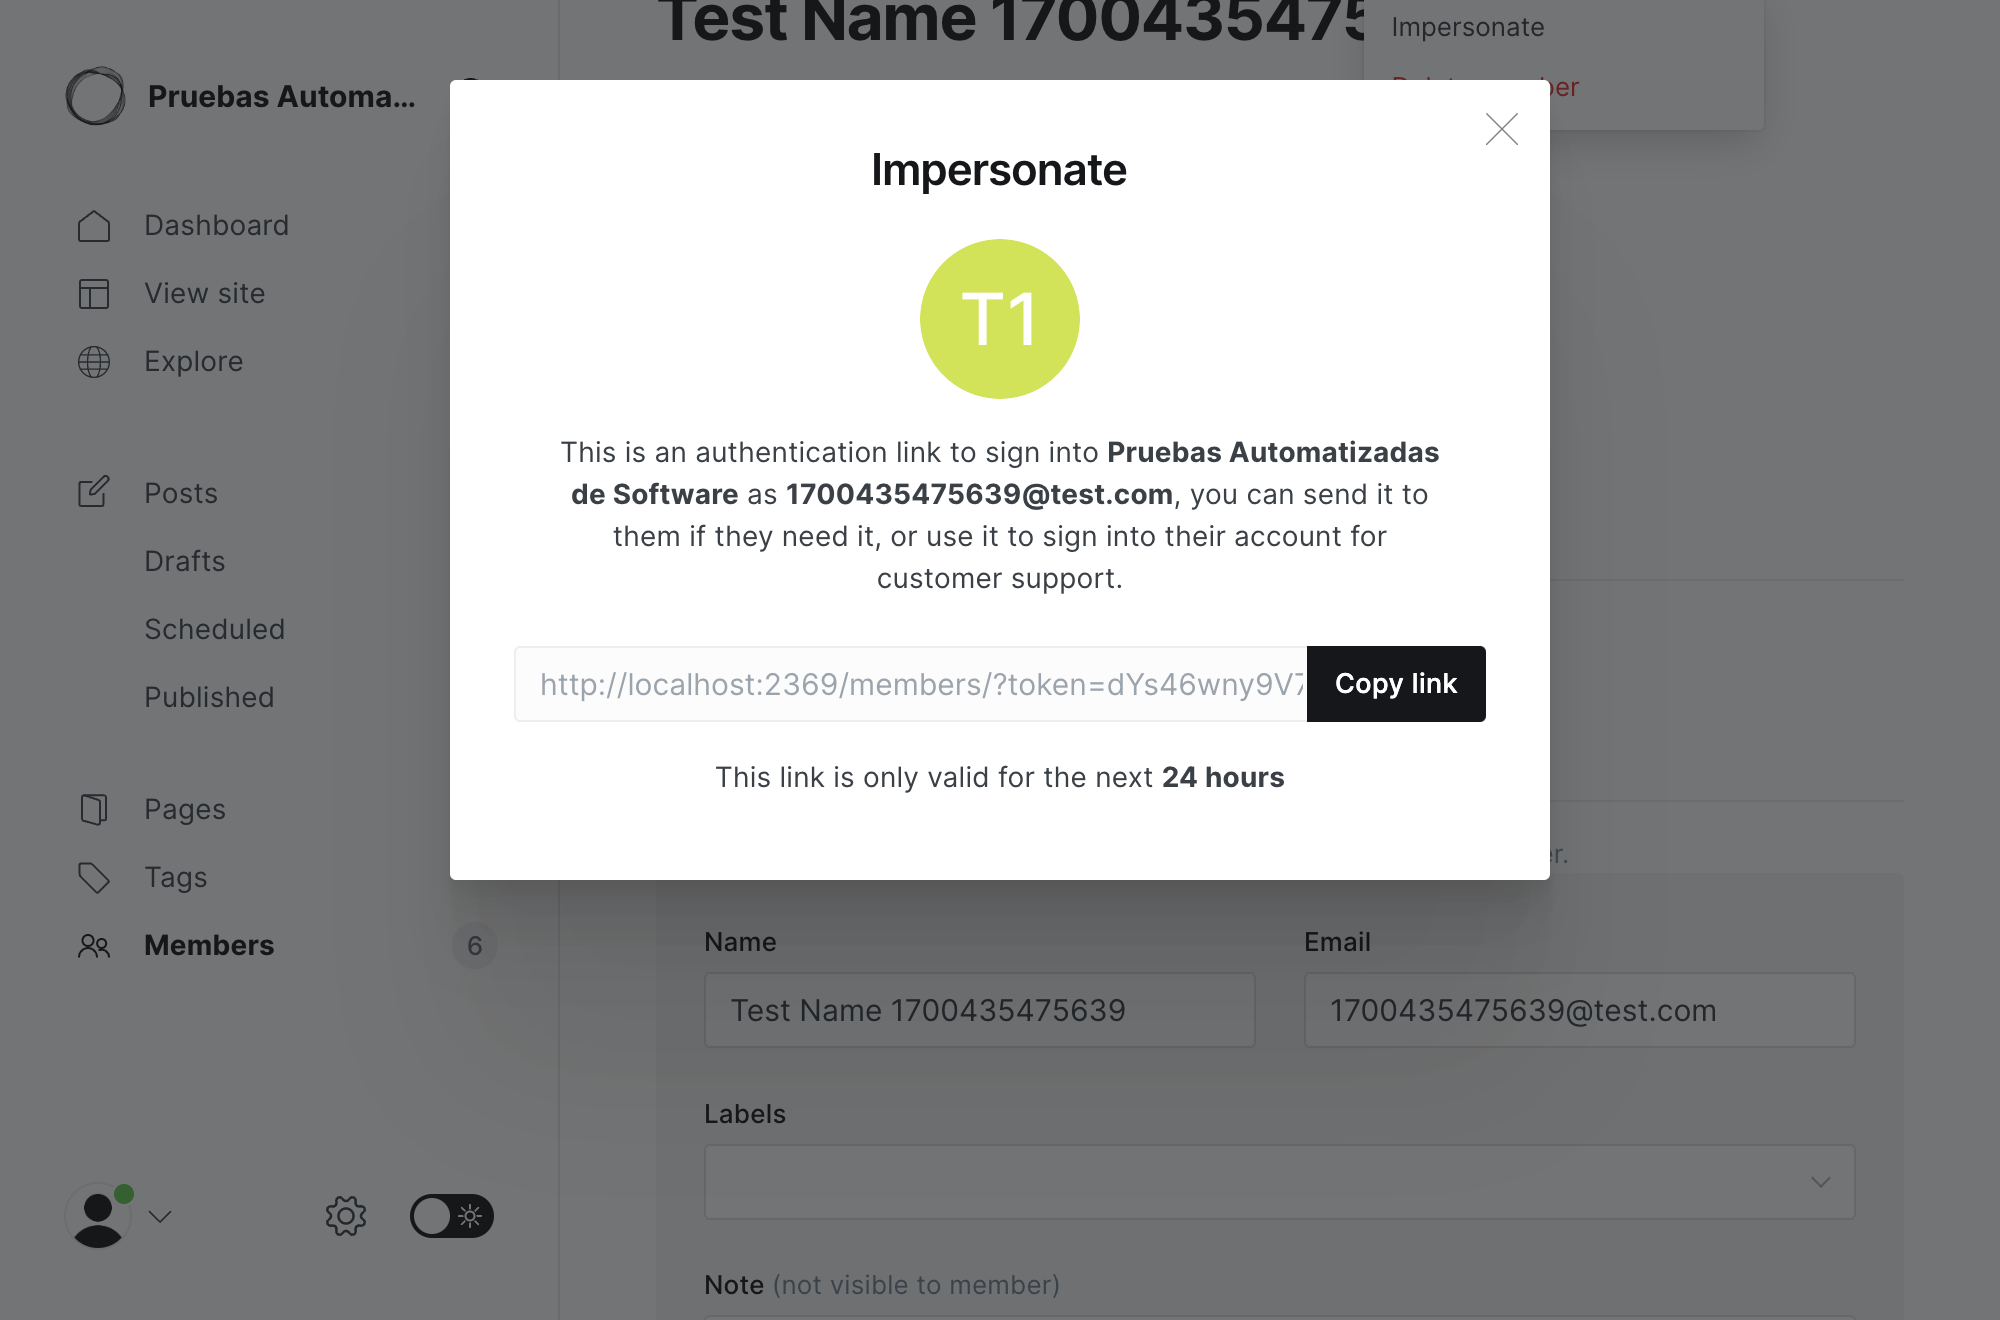 Test Name 170043547
Impersonate
Pruebas Automa...
Impersonate
T1
This is an authentication link to sign into Pruebas Automatizadas
de Software as 1700435475639@test.com, you can send it to
them if they need it, or use it to sign into their account for
customer support.
http://localhost:2369/members/?token=dYs46wny9V7
Copy link
This link is only valid for the next 24 hours
Dashboard
View site
Explore
Posts
Drafts
Scheduled
Published
Pages
Tags
Members 6
Name
Test Name 1700435475639
Email
1700435475639@test.com
Labels
Note (not visible to member)